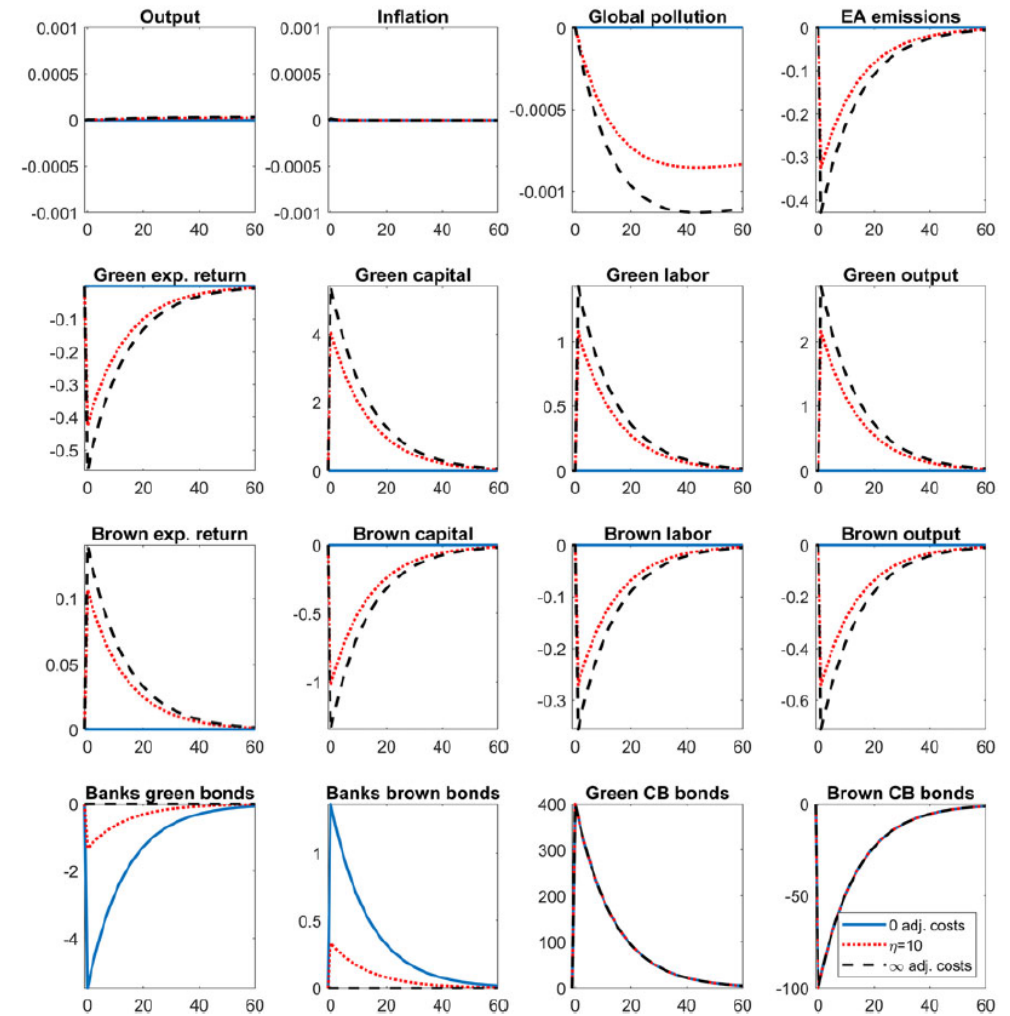 Output Inflation Global pollution EA emissions
0.001 0.001 0 0
0.0005 0.0005 -0.1
0 0 -0.0005 -0.2
-0.0005 -0.0005 -0.3
-0.001 -0.001 -0.001 -0.4
0 20 40 60 0 20 40 60 0 20 40 60 0 20 40 60
Green exp. return Green capital Green labor Green output
-0.1 4 1 2
-0.2
-0.3 2 0.5 1
-0.4
-0.5 0 0 0
0 20 40 60 0 20 40 60 0 20 40 60 0 20 40 60
Brown exp. return Brown capital Brown labor Brown output
0 0 0
0.1 -0.1 -0.2
0.05 -0.5 -0.2 -0.4
0 -1 -0.3 -0.6
0 20 40 60 0 20 40 60 0 20 40 60 0 20 40 60
Banks green bonds Banks brown bonds Green CB bonds Brown CB bonds
0 400 0
1 300
-2 200 -50
0.5
-4 100
0 0 -100
0 adj. costs
η=10
∞ adj. costs
0 20 40 60 0 20 40 60 0 20 40 60 0 20 40 60